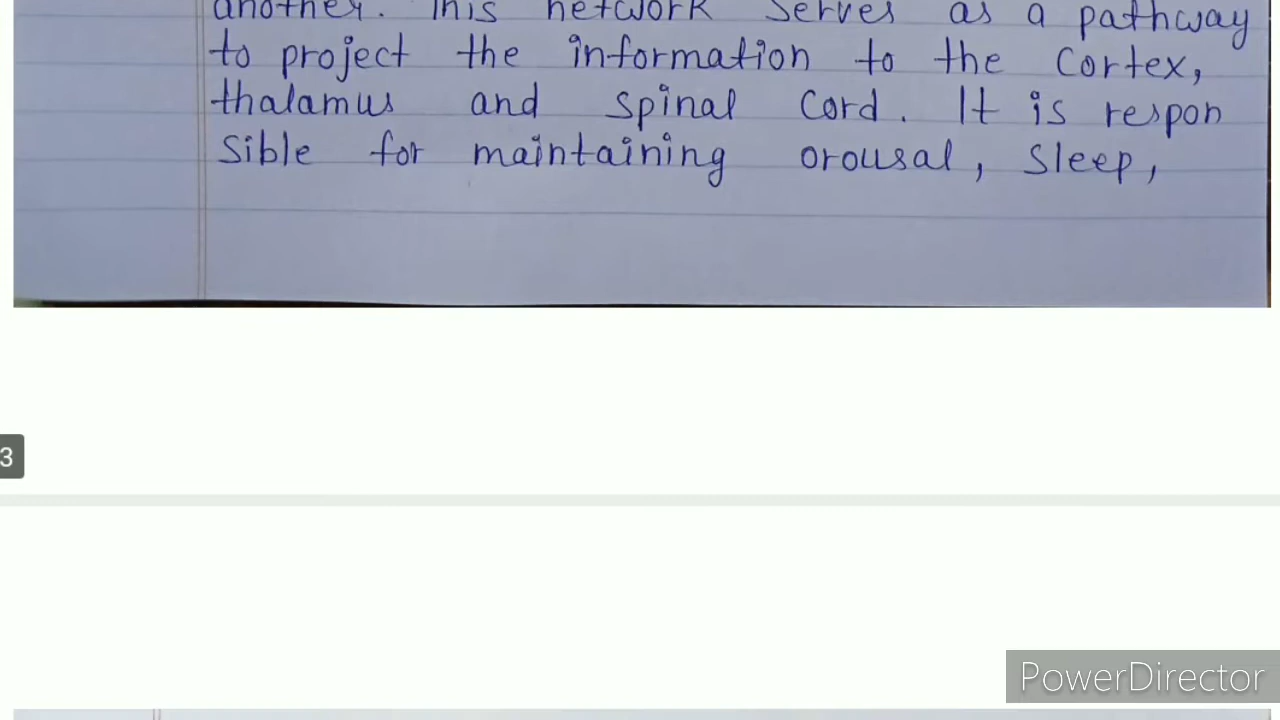 another. This network serves as a pathway
to project the information to the cortex,
thalamus and spinal cord. It is respon
sible for maintaining orousal, sleep,
3
PowerDirector